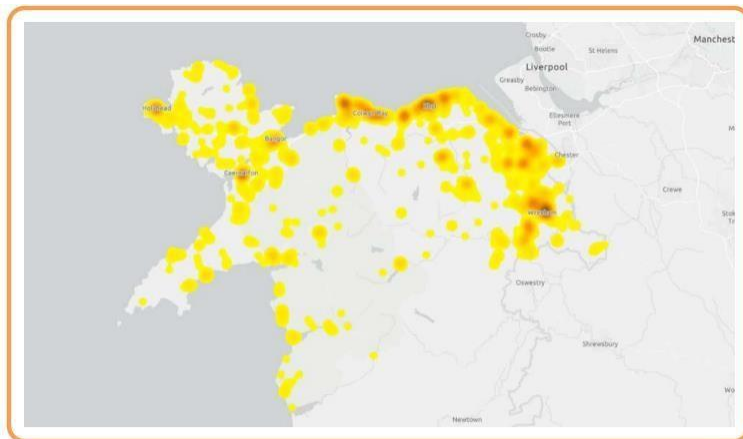 Crosby
Manchest
Bootle
St Helens
Liverpool
Greasby
Bebington
Holyhead
Rhyl
Colwyn Bay
Ellesmere
Port
Bangor
Chester
Caernarfon
Crewe
Wrexham
Oswestry
Shrewsbury
Newtown